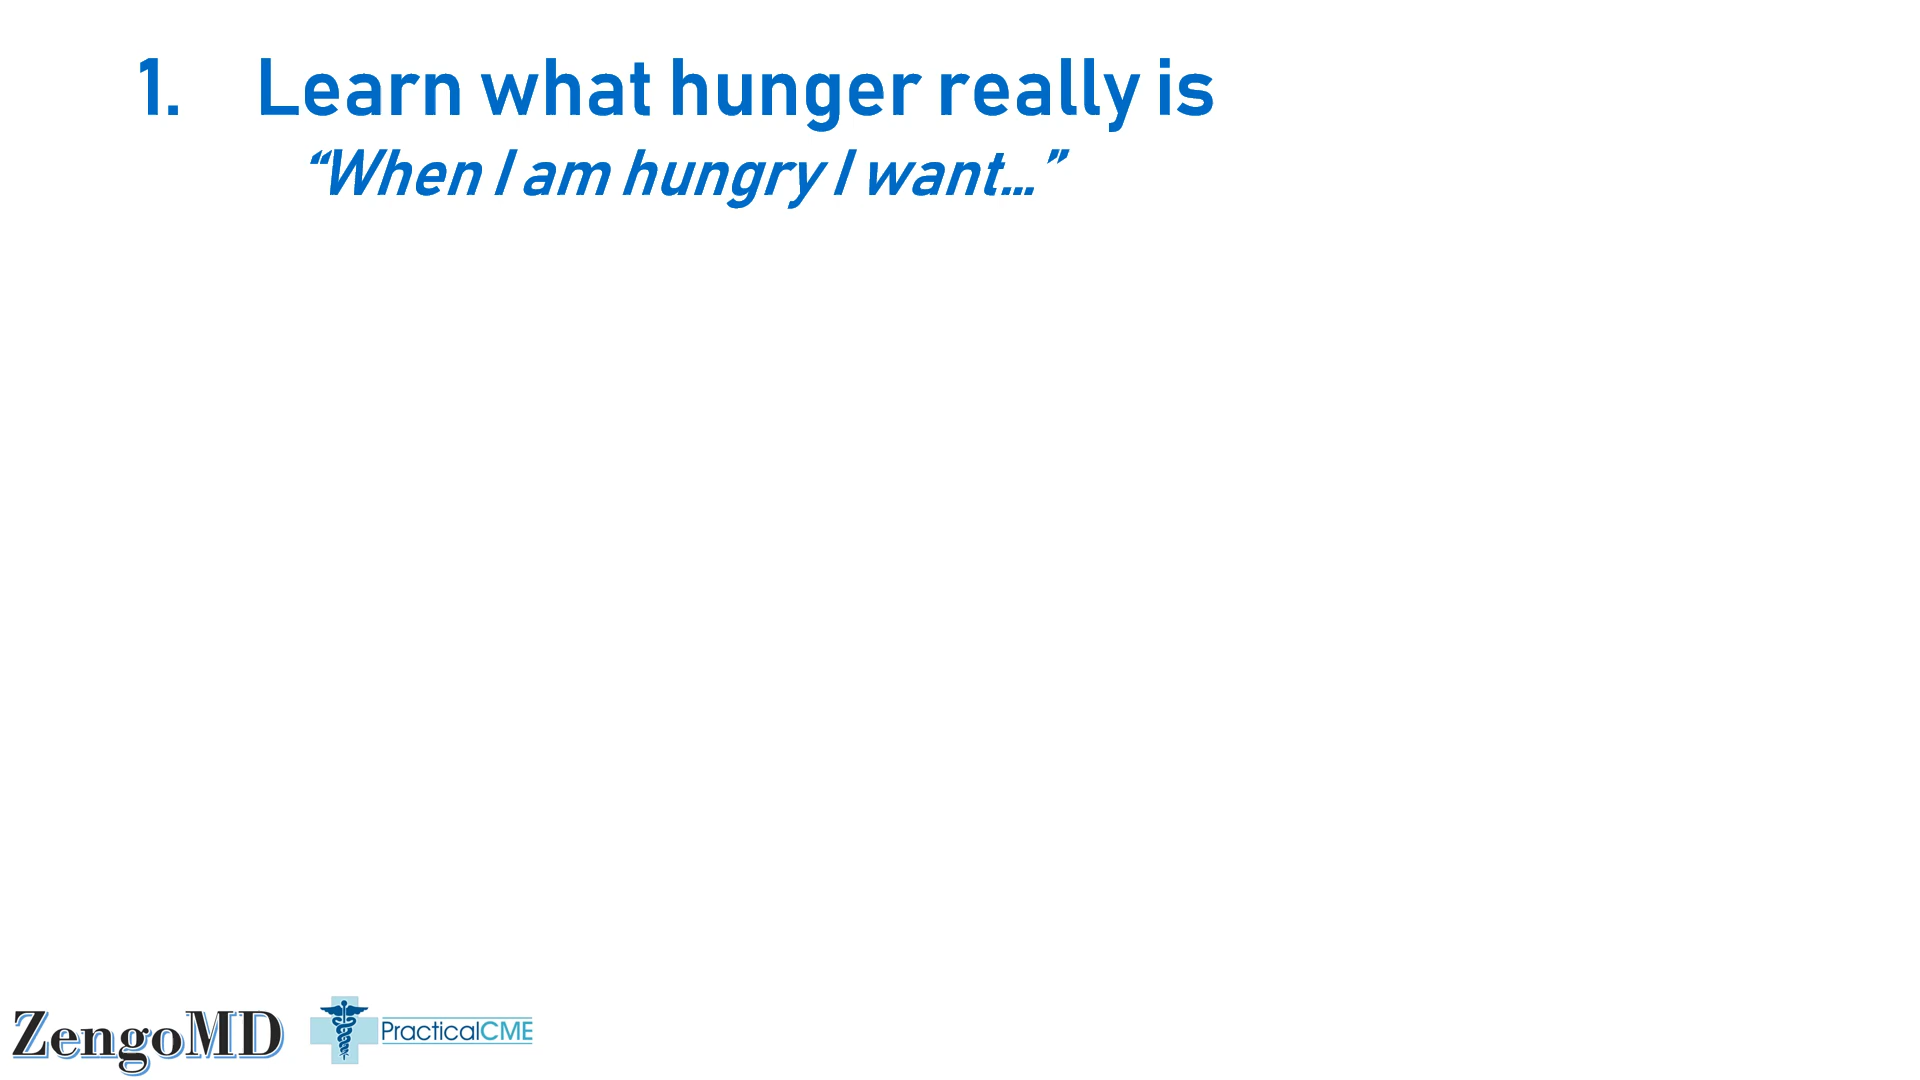 1. Learn what hunger really is
“When I am hungry I want...”
ZengoMD
PracticalCME